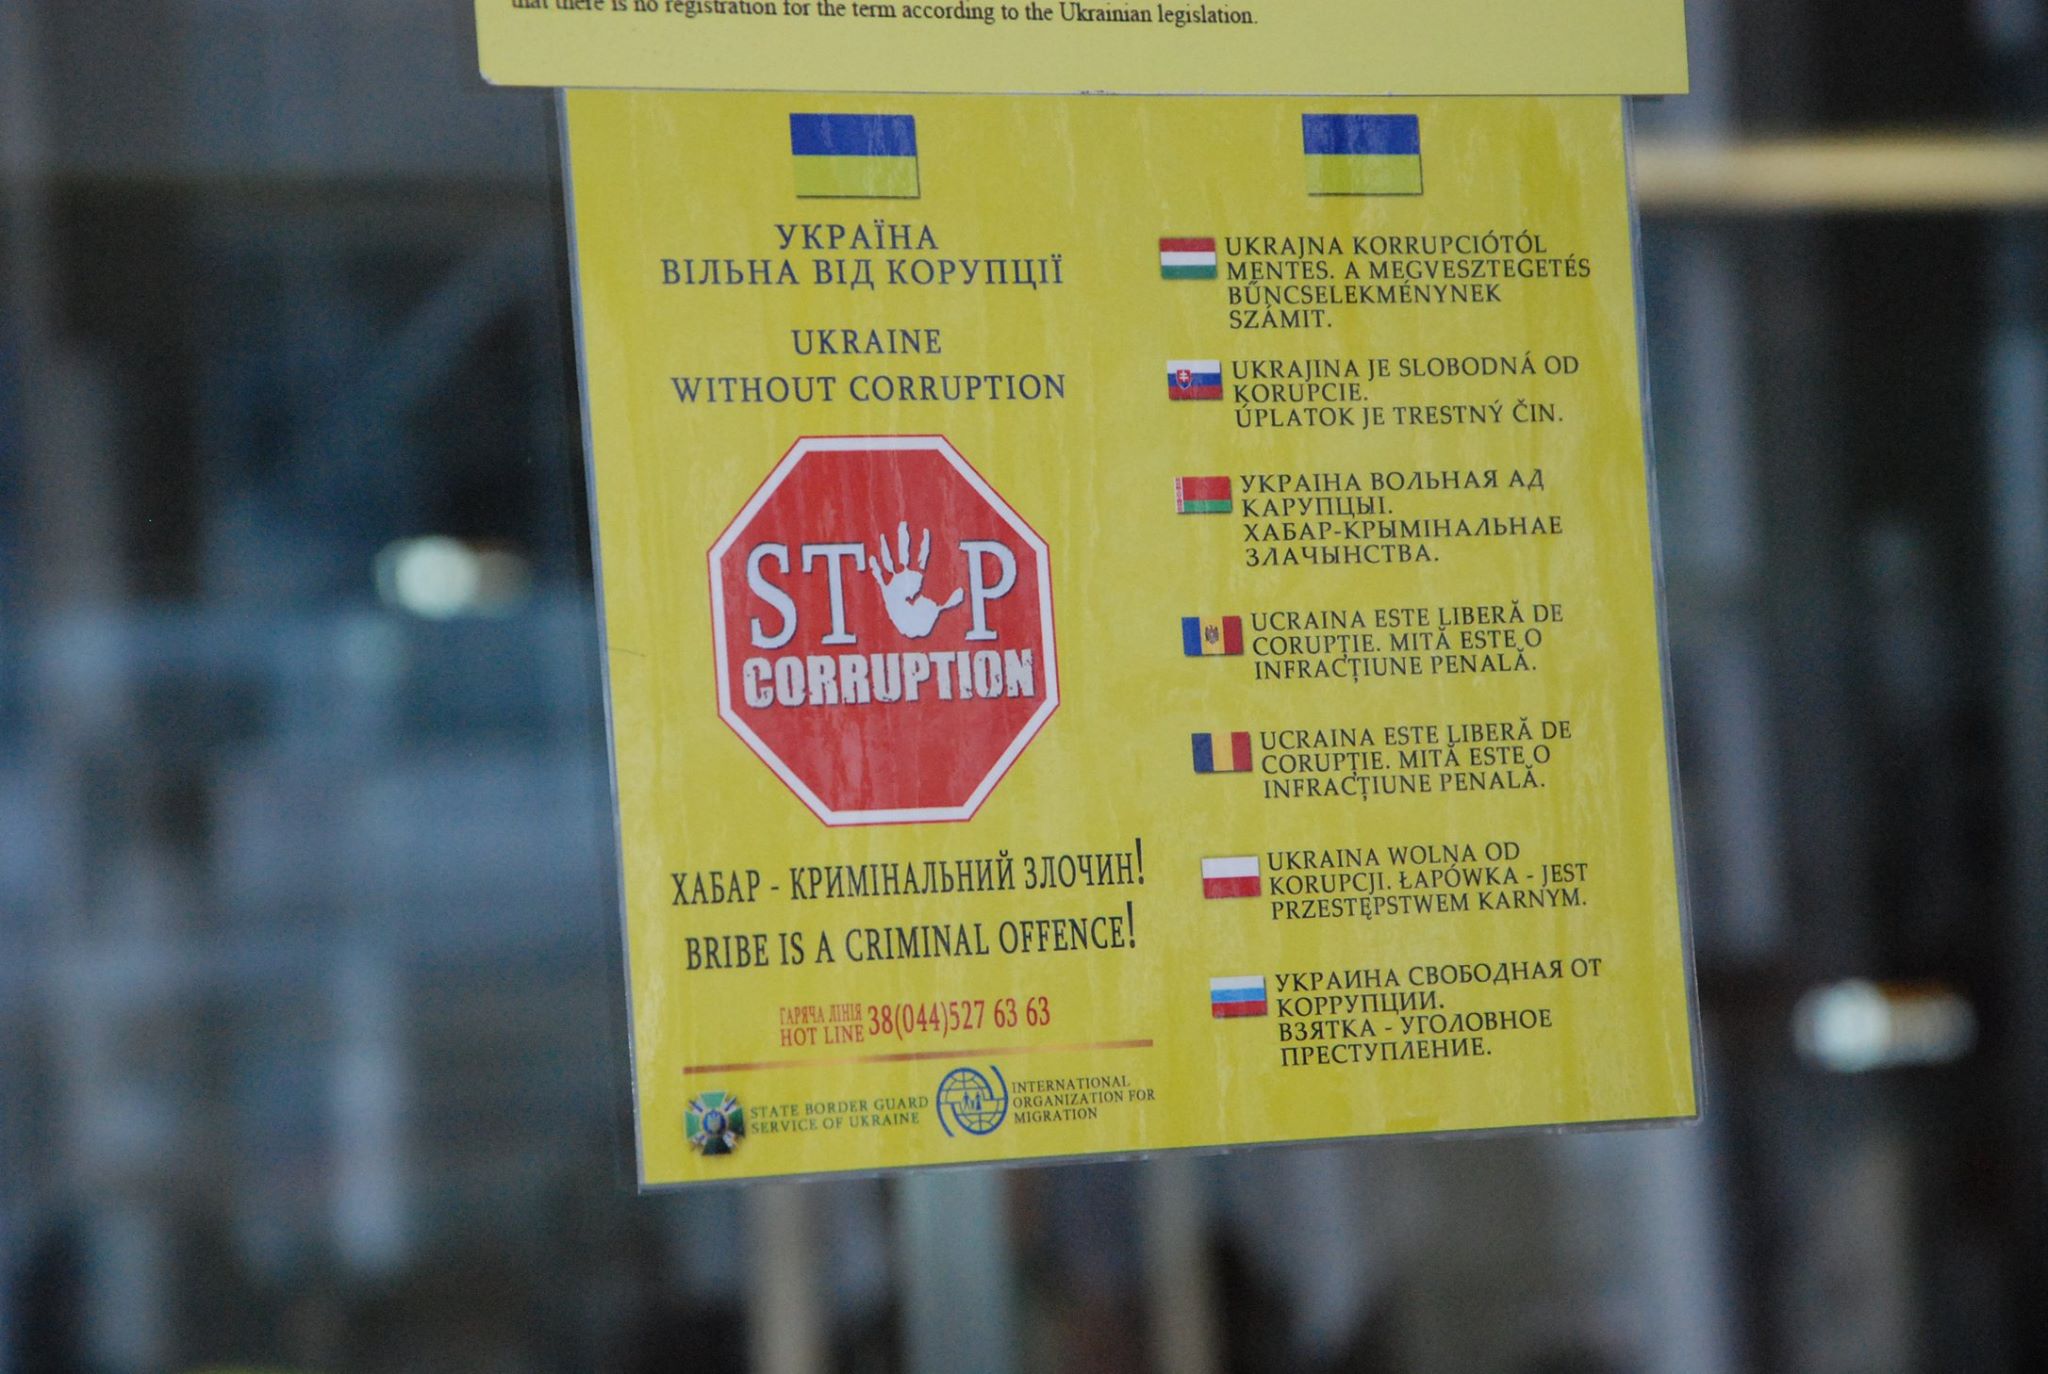 that there is no registration for the term according to the Ukrainian legislation.
УКРАЇНА
ВІЛЬНА ВІД КОРУПЦІЇ
UKRAINE
WITHOUT CORRUPTION
STOP
CORRUPTION
ХАБАР - КРИМІНАЛЬНИЙ ЗЛОЧИН!
BRIBE IS A CRIMINAL OFFENCE!
ГАРЯЧА ЛІНІЯ
HOT LINE 38(044)527 63 63
STATE BORDER GUARD
SERVICE OF UKRAINE
INTERNATIONAL
ORGANIZATION FOR
MIGRATION
UKRAJNA KORRUPCIÓTÓL
MENTES. A MEGVESZTEGETÉS
BŰNCSELEKMÉNYNEK
SZÁMIT.
UKRAJINA JE SLOBODNÁ OD
KORUPCIE.
ÚPLATOK JE TRESTNÝ ČIN.
УКРАІНА ВОЛЬНАЯ АД
КАРУПЦЫІ.
ХАБАР-КРЫМІНАЛЬНАЕ
ЗЛАЧЫНСТВА.
UCRAINA ESTE LIBERĂ DE
CORUPȚIE. MITĂ ESTE O
INFRACȚIUNE PENALĂ.
UCRAINA ESTE LIBERĂ DE
CORUPȚIE. MITĂ ESTE O
INFRACȚIUNE PENALĂ.
UKRAINA WOLNA OD
KORUPCJI. ŁAPÓWKA - JEST
PRZESTĘPSTWEM KARNYM.
УКРАИНА СВОБОДНАЯ ОТ
КОРРУПЦИИ.
ВЗЯТКА - УГОЛОВНОЕ
ПРЕСТУПЛЕНИЕ.